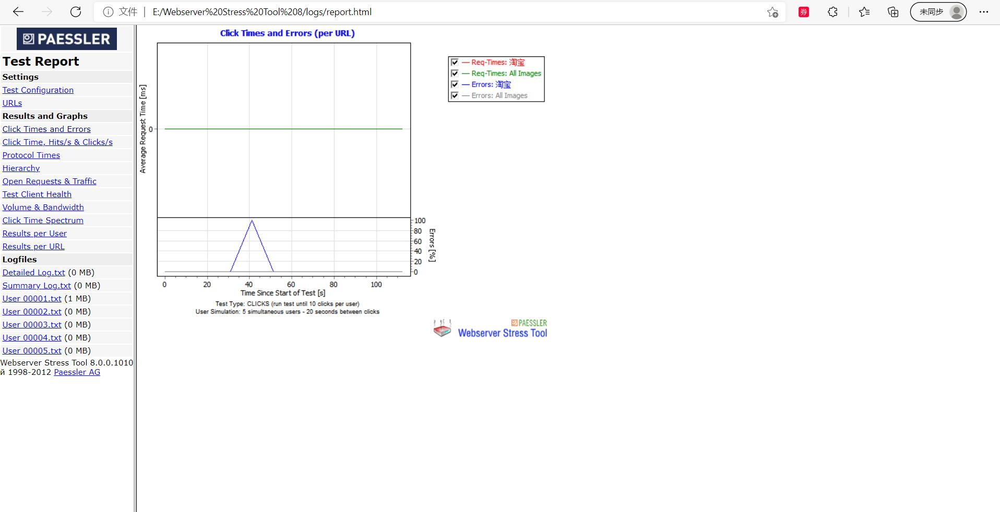 文件
E:/Webserver%20Stress%20Tool%208/logs/report.html
券
未同步
PAESSLER
Test Report
Settings
Test Configuration
URLs
Results and Graphs
Click Times and Errors
Click Time, Hits/s & Clicks/s
Protocol Times
Hierarchy
Open Requests & Traffic
Test Client Health
Volume & Bandwidth
Click Time Spectrum
Results per User
Results per URL
Logfiles
Detailed Log.txt (0 MB)
Summary Log.txt (0 MB)
User 00001.txt (1 MB)
User 00002.txt (0 MB)
User 00003.txt (0 MB)
User 00004.txt (0 MB)
User 00005.txt (0 MB)
Webserver Stress Tool 8.0.0.1010
й 1998-2012 Paessler AG
Click Times and Errors (per URL)
Average Request Time [ms]
0
100
80
60
40
20
0
Errors [%]
0 20 40 60 80 100
Time Since Start of Test [s]
Test Type: CLICKS (run test until 10 clicks per user)
User Simulation: 5 simultaneous users - 20 seconds between clicks
Req-Times: 淘宝
Req-Times: All Images
Errors: 淘宝
Errors: All Images
PAESSLER
Webserver Stress Tool